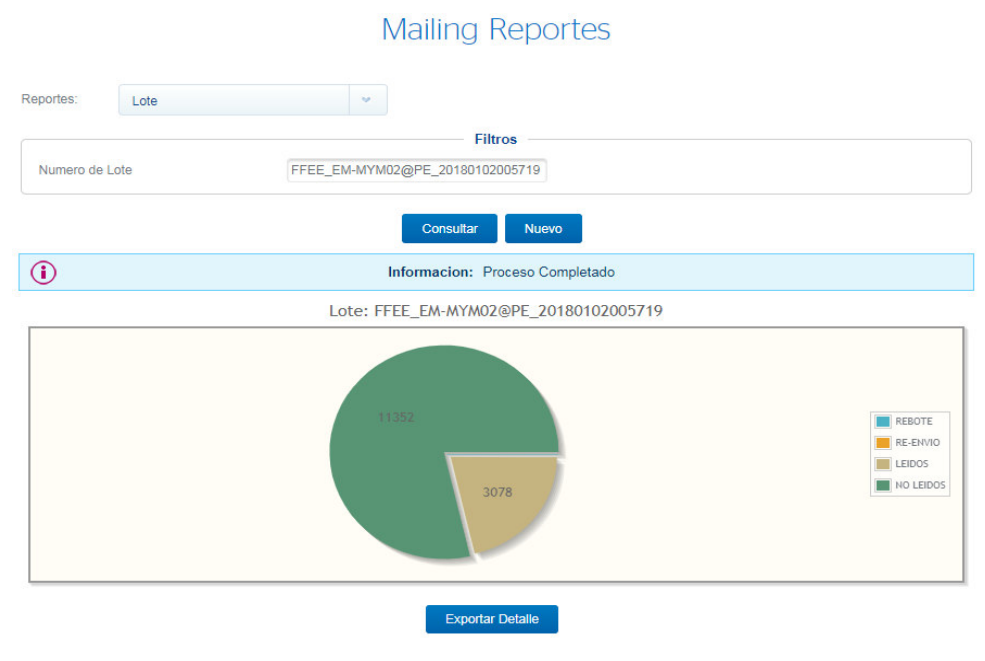 Mailing Reportes
Reportes: Lote
Filtros
Numero de Lote FFEE_EM-MYM02@PE_20180102005719
Consultar Nuevo
Informacion: Proceso Completado
Lote: FFEE_EM-MYM02@PE_20180102005719
11352
3078
REBOTE
RE-ENVIO
LEIDOS
NO LEIDOS
Exportar Detalle